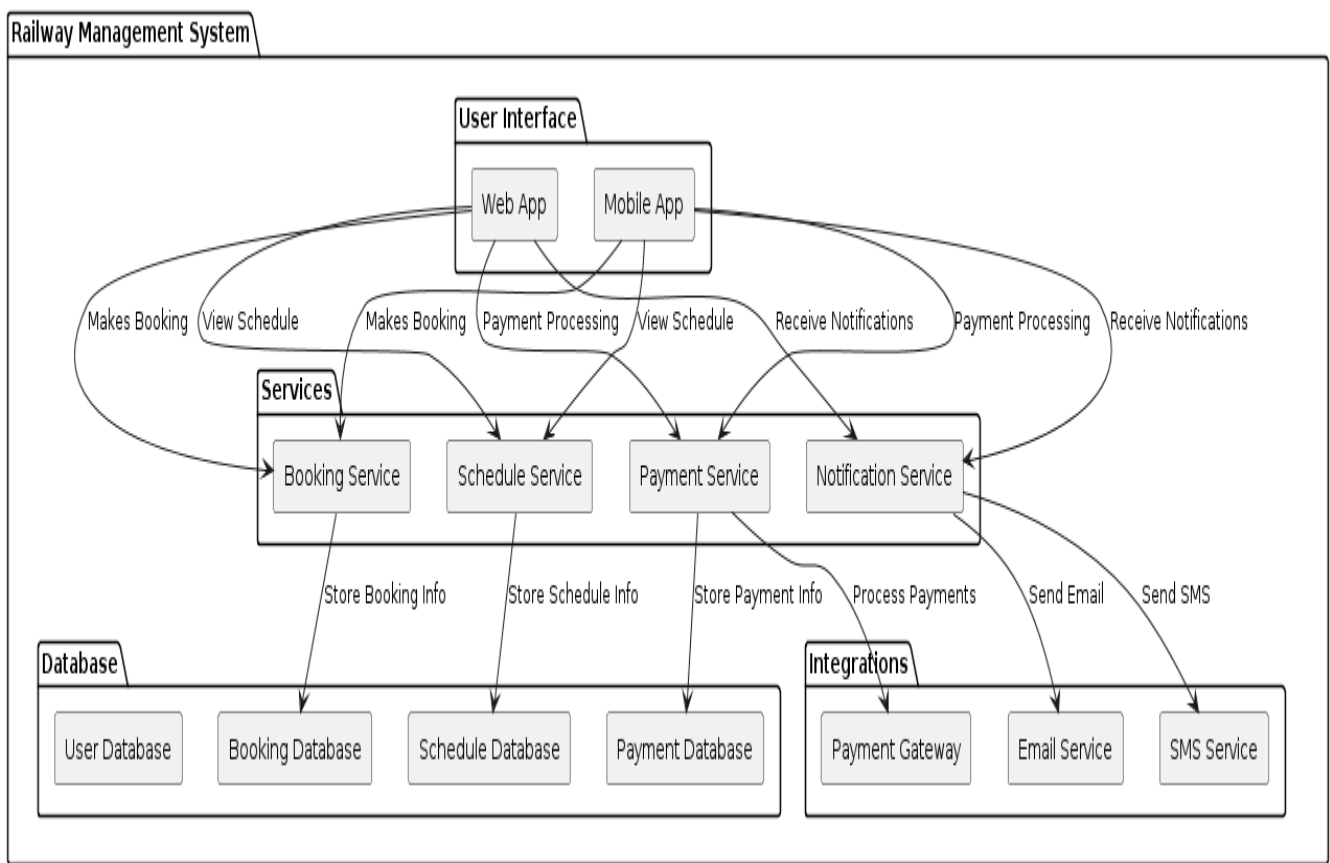 Railway Management System
User Interface
Web App
Mobile App
Makes Booking
View Schedule
Makes Booking
Payment Processing
View Schedule
Receive Notifications
Payment Processing
Receive Notifications
Services
Booking Service
Schedule Service
Payment Service
Notification Service
Store Booking Info
Store Schedule Info
Store Payment Info
Process Payments
Send Email
Send SMS
Database
Integrations
User Database
Booking Database
Schedule Database
Payment Database
Payment Gateway
Email Service
SMS Service